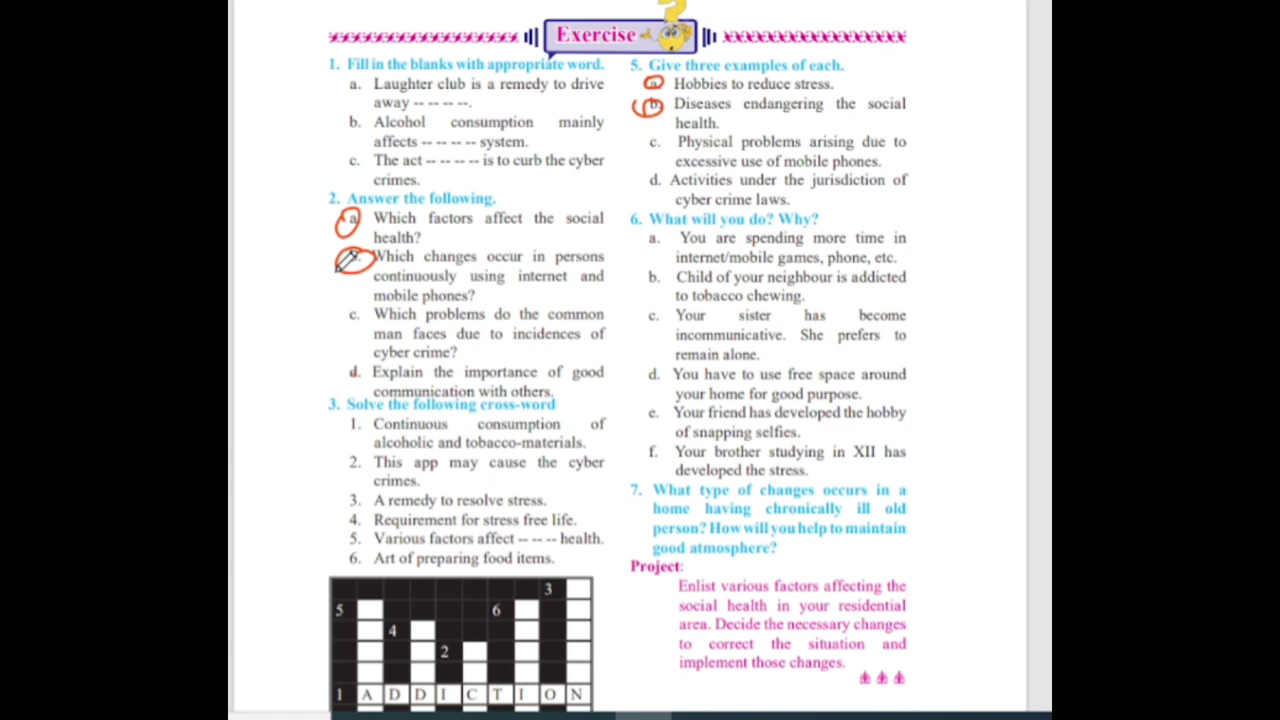 Exercise
1. Fill in the blanks with appropriate word.
a. Laughter club is a remedy to drive
away -- -- -- --.
b. Alcohol consumption mainly
affects -- -- -- -- system.
c. The act -- -- -- -- is to curb the cyber
crimes.
2. Answer the following.
a. Which factors affect the social
health?
Which changes occur in persons
continuously using internet and
mobile phones?
c. Which problems do the common
man faces due to incidences of
cyber crime?
d. Explain the importance of good
communication with others.
3. Solve the following cross-word
1. Continuous consumption of
alcoholic and tobacco-materials.
2. This app may cause the cyber
crimes.
3. A remedy to resolve stress.
4. Requirement for stress free life.
5. Various factors affect -- -- -- health.
6. Art of preparing food items.
3
5 6
4
2
1 A D D I C T I O N
5. Give three examples of each.
a. Hobbies to reduce stress.
b. Diseases endangering the social
health.
c. Physical problems arising due to
excessive use of mobile phones.
d. Activities under the jurisdiction of
cyber crime laws.
6. What will you do? Why?
a. You are spending more time in
internet/mobile games, phone, etc.
b. Child of your neighbour is addicted
to tobacco chewing.
c. Your sister has become
incommunicative. She prefers to
remain alone.
d. You have to use free space around
your home for good purpose.
e. Your friend has developed the hobby
of snapping selfies.
f. Your brother studying in XII has
developed the stress.
7. What type of changes occurs in a
home having chronically ill old
person? How will you help to maintain
good atmosphere?
Project:
Enlist various factors affecting the
social health in your residential
area. Decide the necessary changes
to correct the situation and
implement those changes.